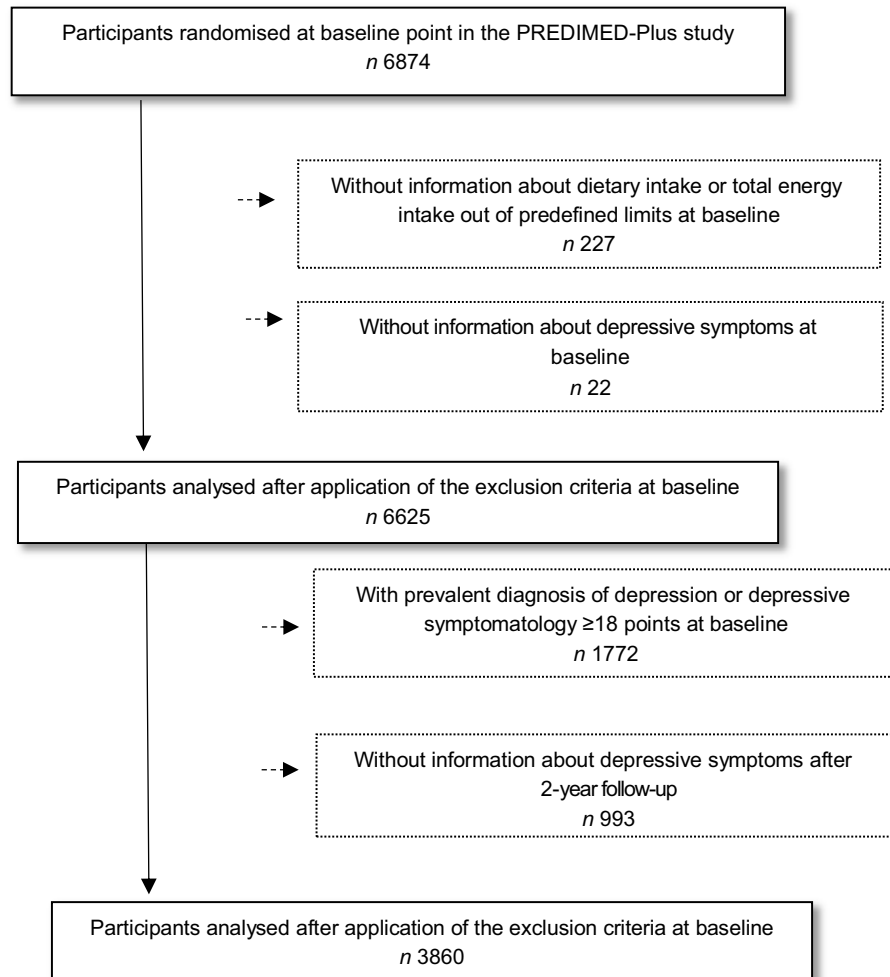 Participants randomised at baseline point in the PREDIMED-Plus study
n 6874
Without information about dietary intake or total energy
intake out of predefined limits at baseline
n 227
Without information about depressive symptoms at
baseline
n 22
Participants analysed after application of the exclusion criteria at baseline
n 6625
With prevalent diagnosis of depression or depressive
symptomatology ≥18 points at baseline
n 1772
Without information about depressive symptoms after
2-year follow-up
n 993
Participants analysed after application of the exclusion criteria at baseline
n 3860